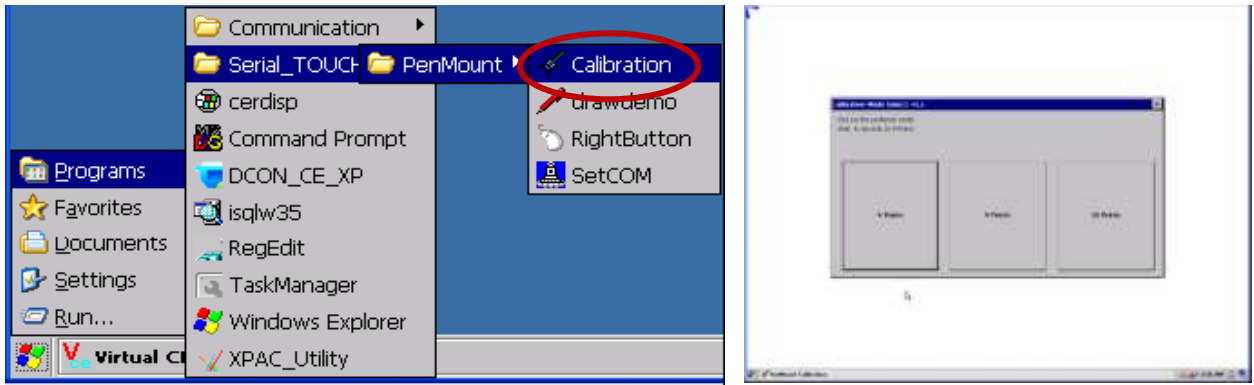 Communication
Serial_TOUCH
PenMount
Calibration
cerdisp
drawdemo
Command Prompt
RightButton
Programs
DCON_CE_XP
SetCOM
Favorites
isqlw35
Documents
RegEdit
Settings
TaskManager
Run...
Windows Explorer
Virtual
XPAC_Utility